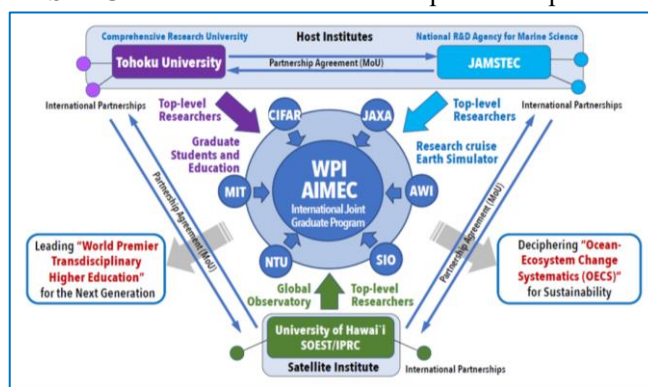 Comprehensive Research University
Host Institutes
National R&D Agency for Marine Science
Tohoku University
Partnership Agreement (MoU)
JAMSTEC
International Partnerships
International Partnerships
Top-level
Researchers
Graduate
Students and
Education
CIFAR
JAXA
Top-level
Researchers
Research cruise
Earth Simulator
MIT
WPI
AIMEC
International Joint
Graduate Program
AWI
NTU
SIO
Partnership Agreement (MoU)
Partnership Agreement (MoU)
Leading "World Premier
Transdisciplinary
Higher Education"
for the Next Generation
Deciphering "Ocean-
Ecosystem Change
Systematics (OECS)"
for Sustainability
Global
Observatory
Top-level
Researchers
University of Hawai`i
SOEST/IPRC
Satellite Institute
International Partnerships